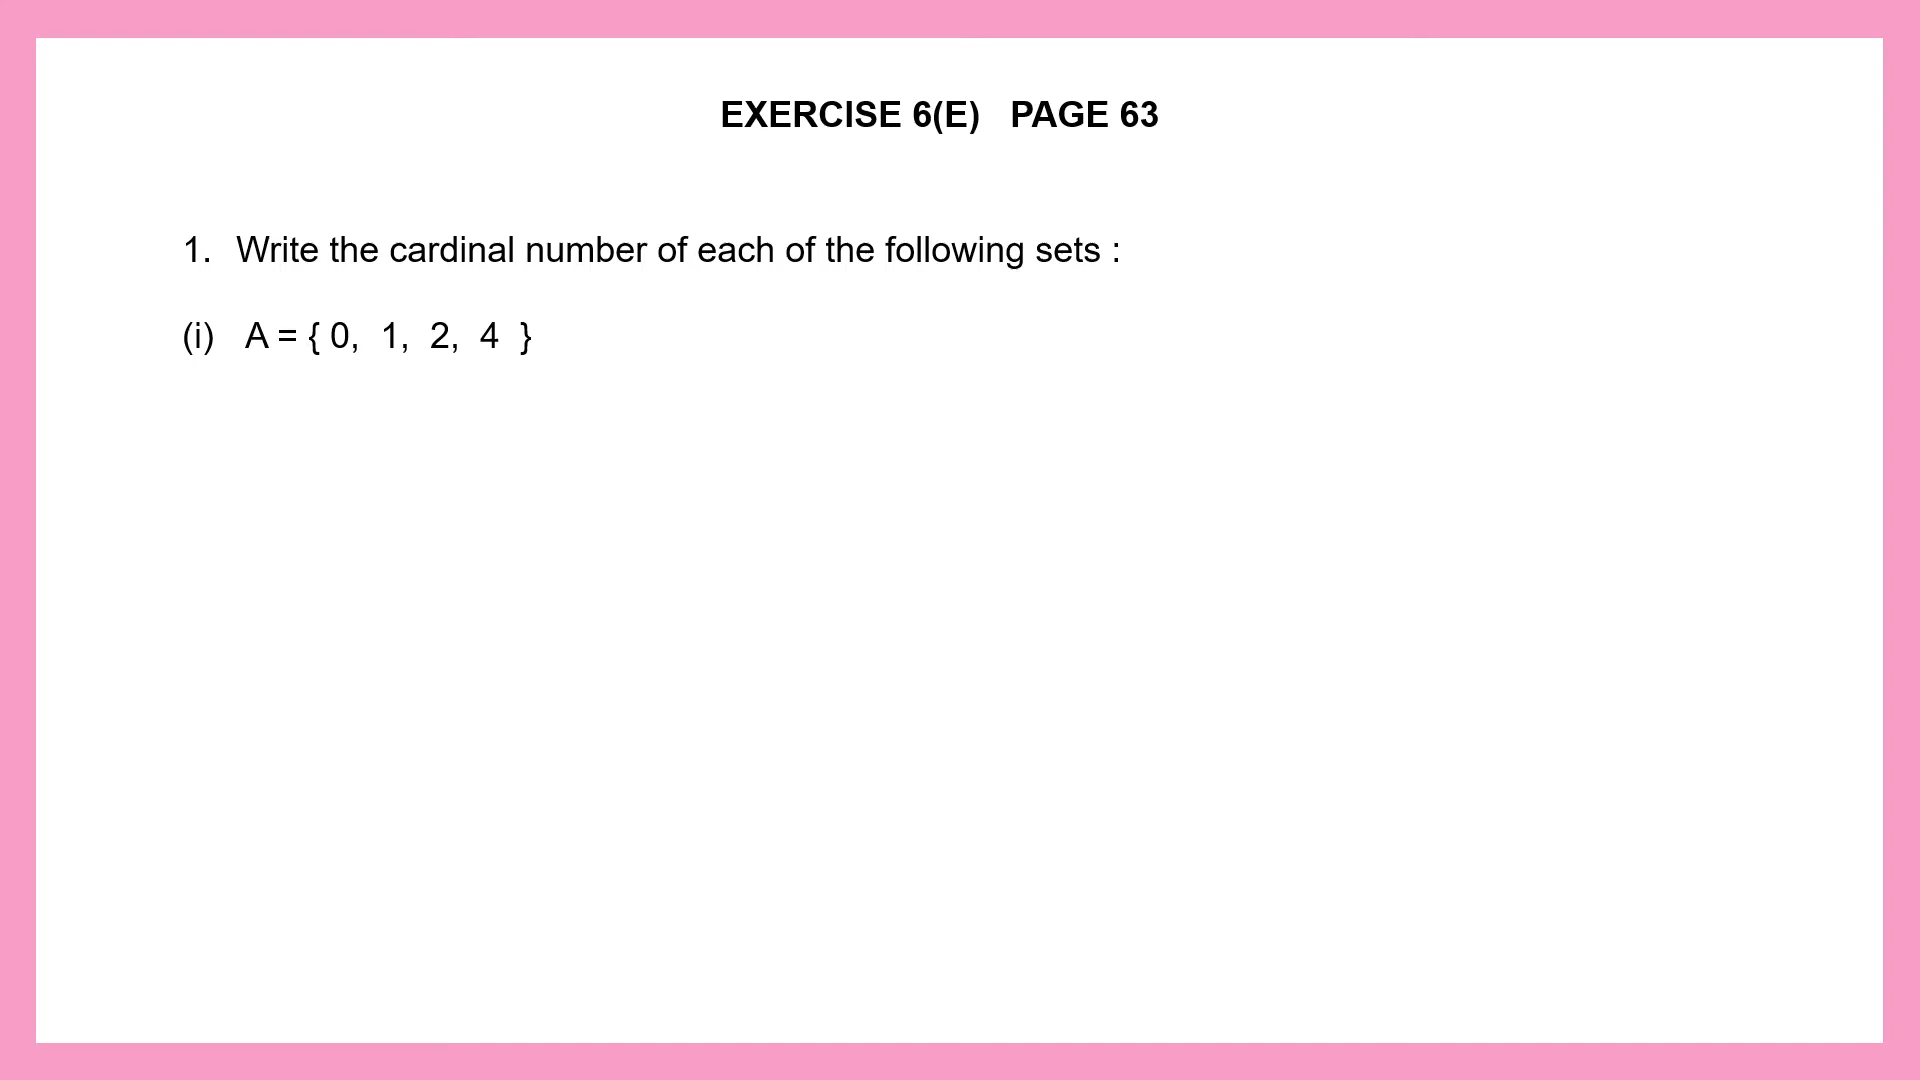 EXERCISE 6(E) PAGE 63
1. Write the cardinal number of each of the following sets :
(i) A = { 0, 1, 2, 4 }